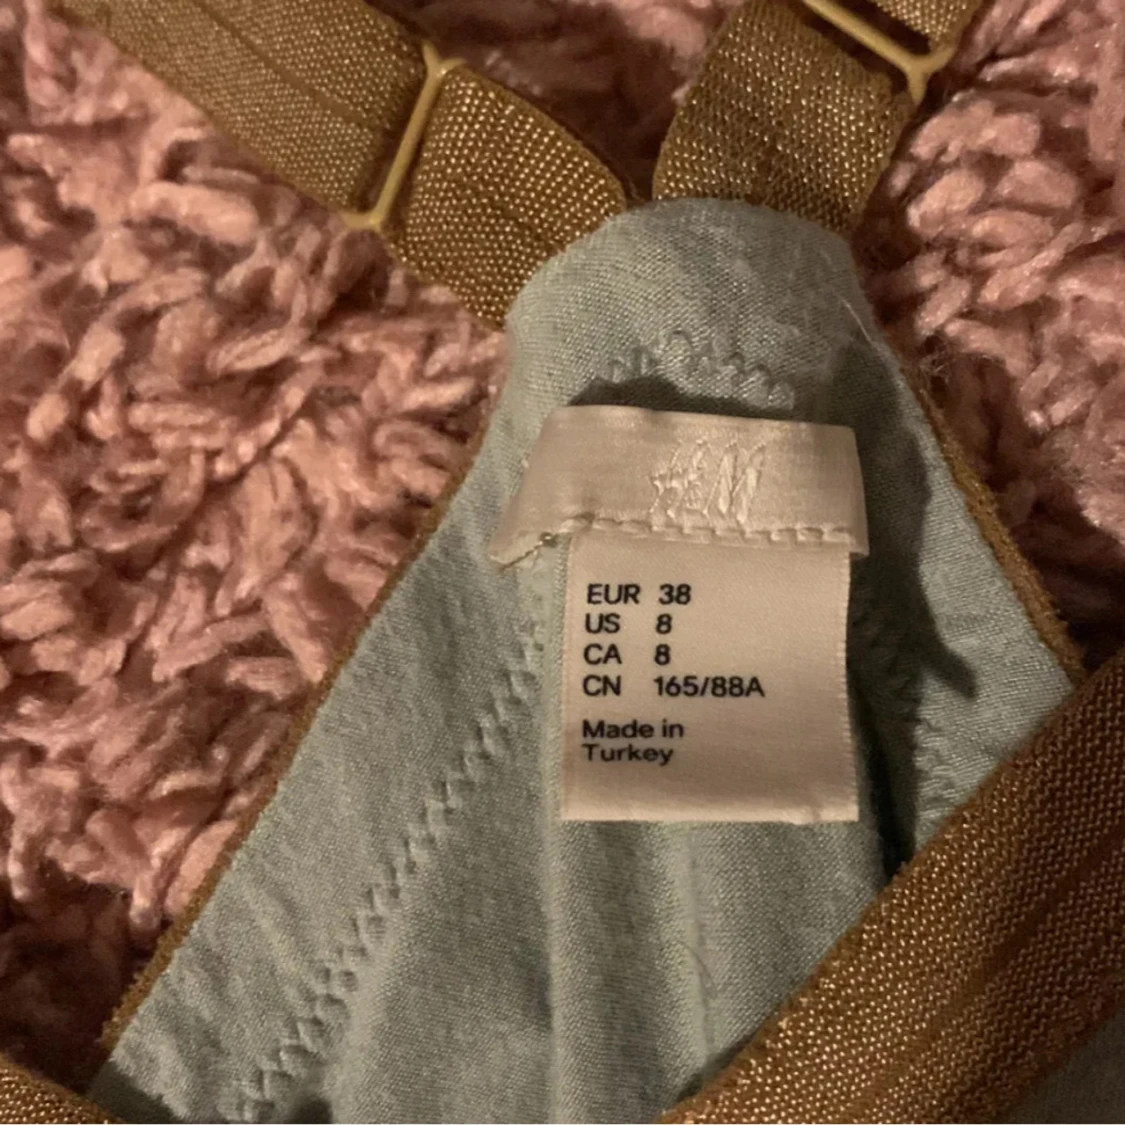 H&M
EUR 38
US 8
CA 8
CN 165/88A
Made in
Turkey